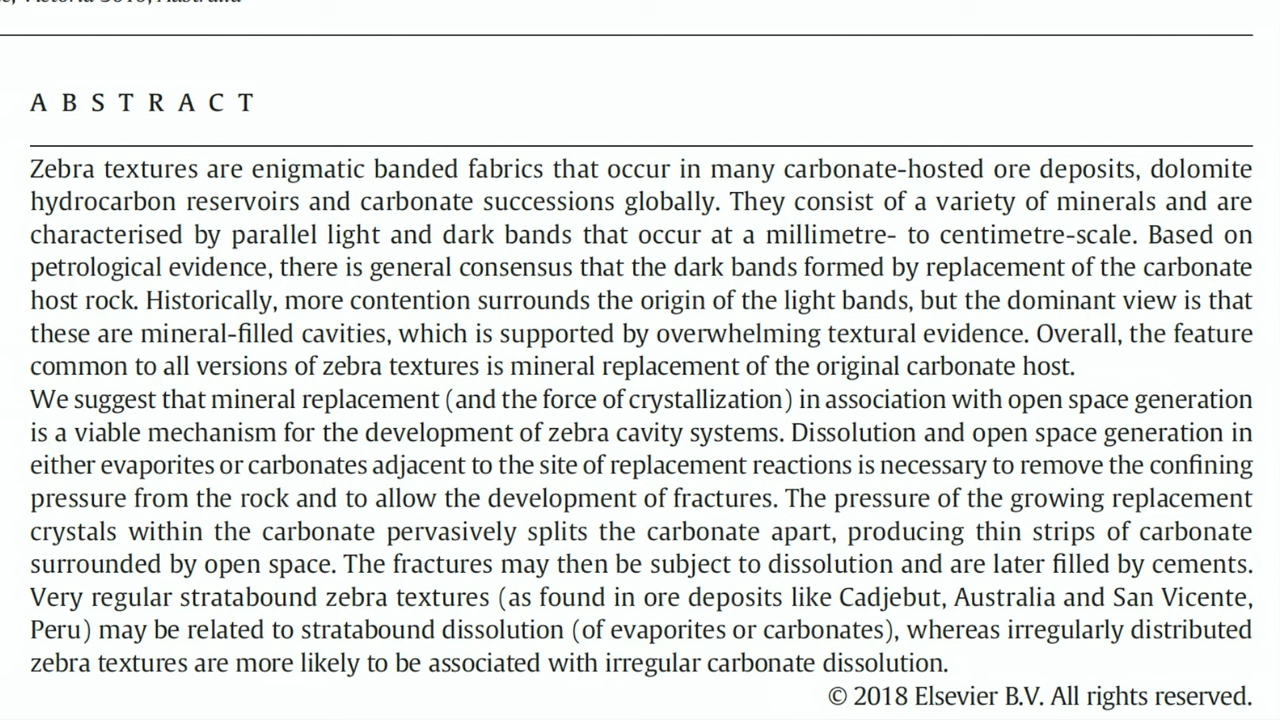 Victoria 3010, Australia
A B S T R A C T
Zebra textures are enigmatic banded fabrics that occur in many carbonate-hosted ore deposits, dolomite
hydrocarbon reservoirs and carbonate successions globally. They consist of a variety of minerals and are
characterised by parallel light and dark bands that occur at a millimetre- to centimetre-scale. Based on
petrological evidence, there is general consensus that the dark bands formed by replacement of the carbonate
host rock. Historically, more contention surrounds the origin of the light bands, but the dominant view is that
these are mineral-filled cavities, which is supported by overwhelming textural evidence. Overall, the feature
common to all versions of zebra textures is mineral replacement of the original carbonate host.
We suggest that mineral replacement (and the force of crystallization) in association with open space generation
is a viable mechanism for the development of zebra cavity systems. Dissolution and open space generation in
either evaporites or carbonates adjacent to the site of replacement reactions is necessary to remove the confining
pressure from the rock and to allow the development of fractures. The pressure of the growing replacement
crystals within the carbonate pervasively splits the carbonate apart, producing thin strips of carbonate
surrounded by open space. The fractures may then be subject to dissolution and are later filled by cements.
Very regular stratabound zebra textures (as found in ore deposits like Cadjebut, Australia and San Vicente,
Peru) may be related to stratabound dissolution (of evaporites or carbonates), whereas irregularly distributed
zebra textures are more likely to be associated with irregular carbonate dissolution.
© 2018 Elsevier B.V. All rights reserved.